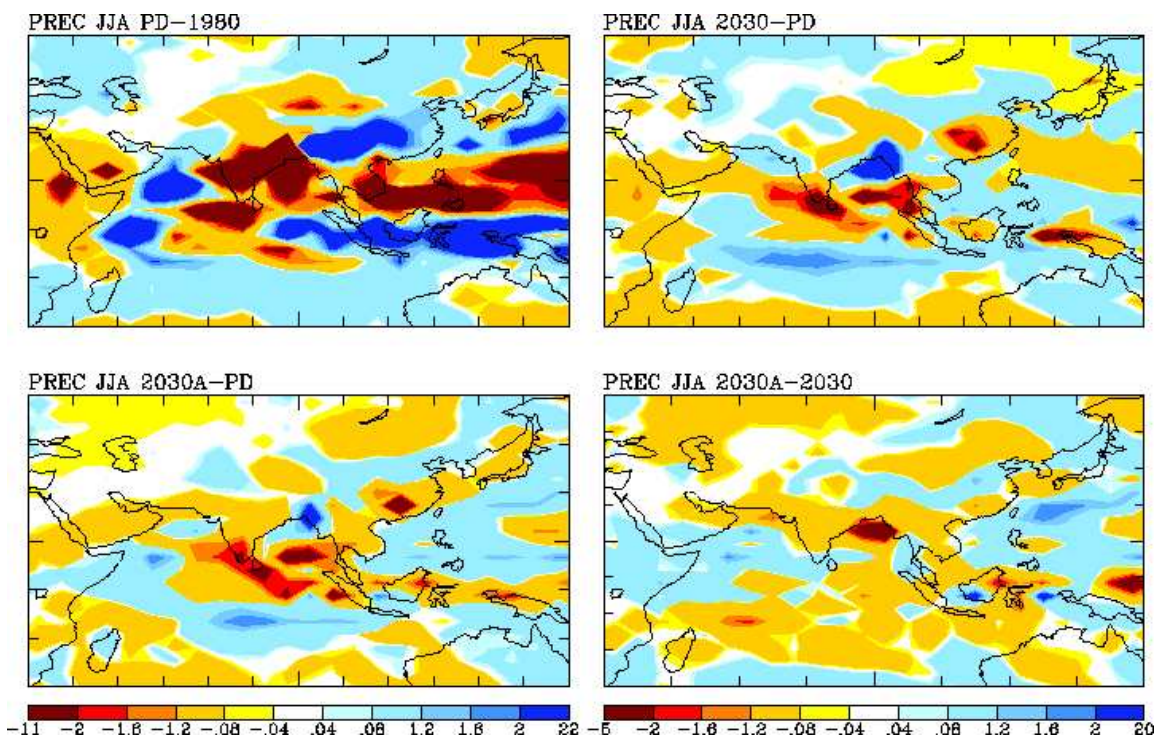 PREC JJA PD−1980
PREC JJA 2030−PD
PREC JJA 2030A−PD
PREC JJA 2030A−2030
−11 −2 −1.6 −1.2 −.08 −.04 .04 .08 1.2 1.6 2 22
−5 −2 −1.6 −1.2 −.08 −.04 .04 .08 1.2 1.6 2 20